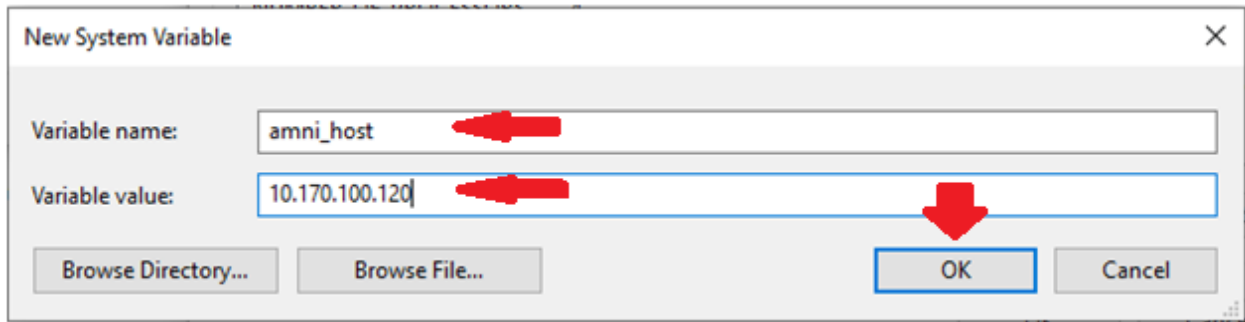 New System Variable
Variable name: amni_host
Variable value: 10.170.100.120
Browse Directory... Browse File... OK Cancel